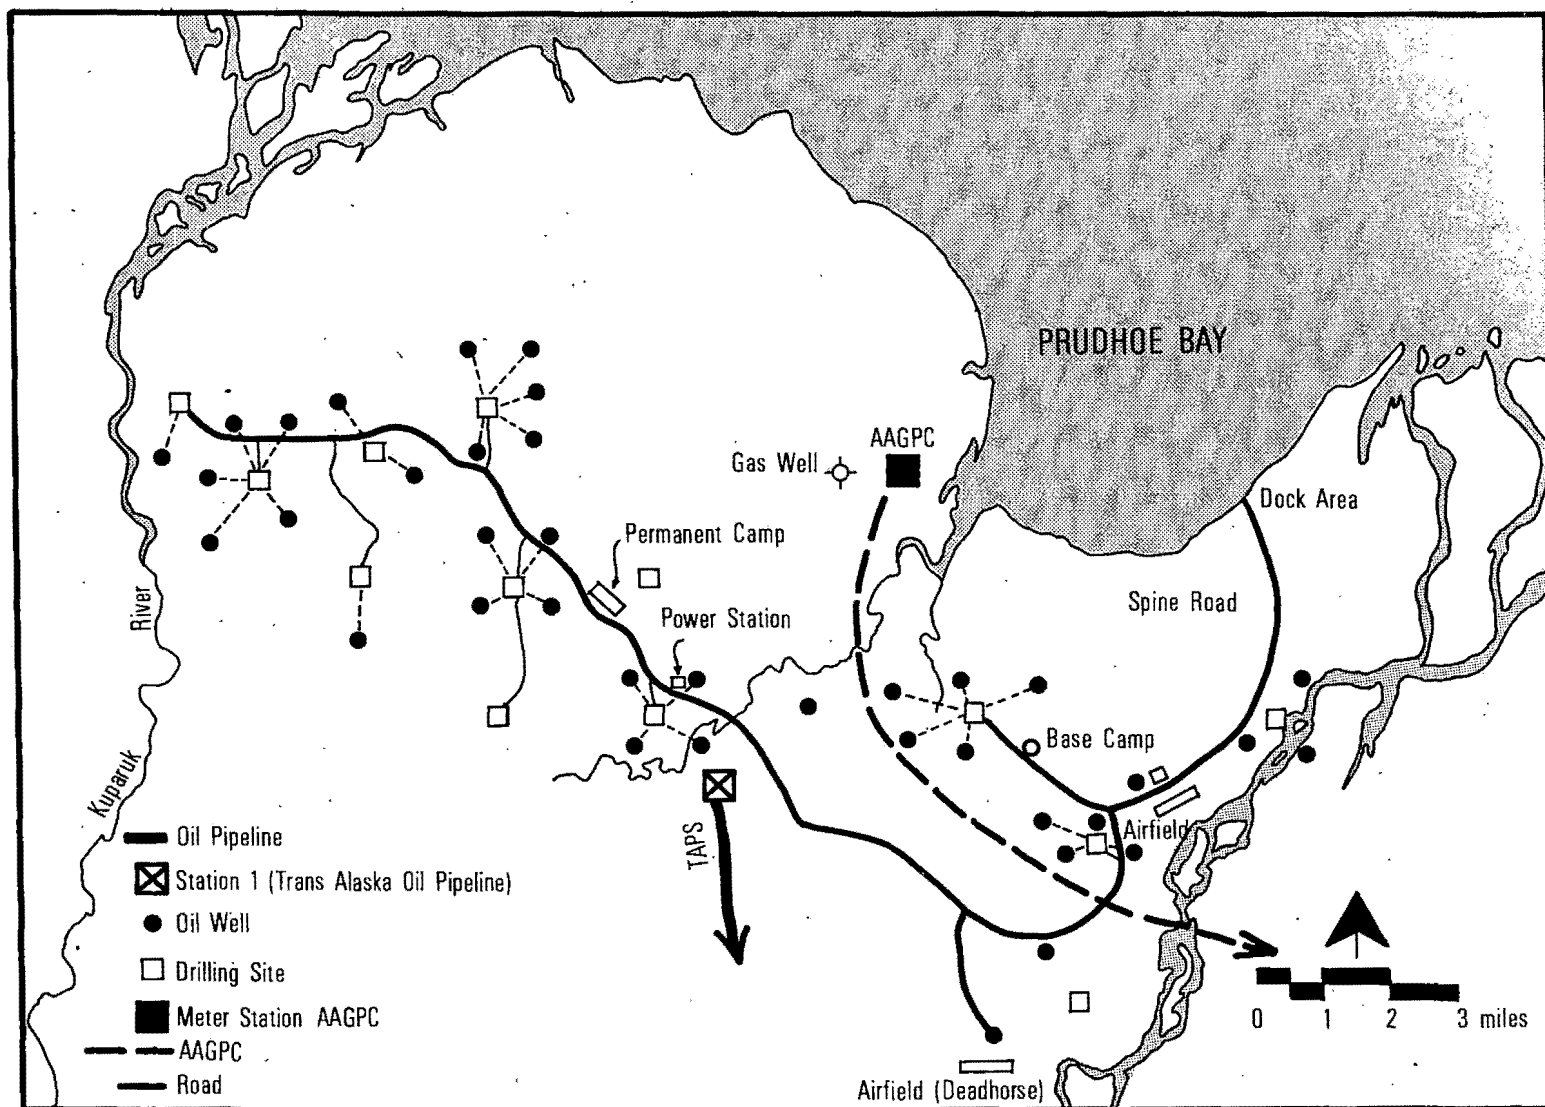 PRUDHOE BAY
AAGPC
Gas Well
Dock Area
Permanent Camp
Spine Road
River
Power Station
Base Camp
Kuparuk
TAPS
Airfield
Oil Pipeline
Station 1 (Trans Alaska Oil Pipeline)
Oil Well
Drilling Site
Meter Station AAGPC
AAGPC
Road
0 1 2 3 miles
Airfield (Deadhorse)